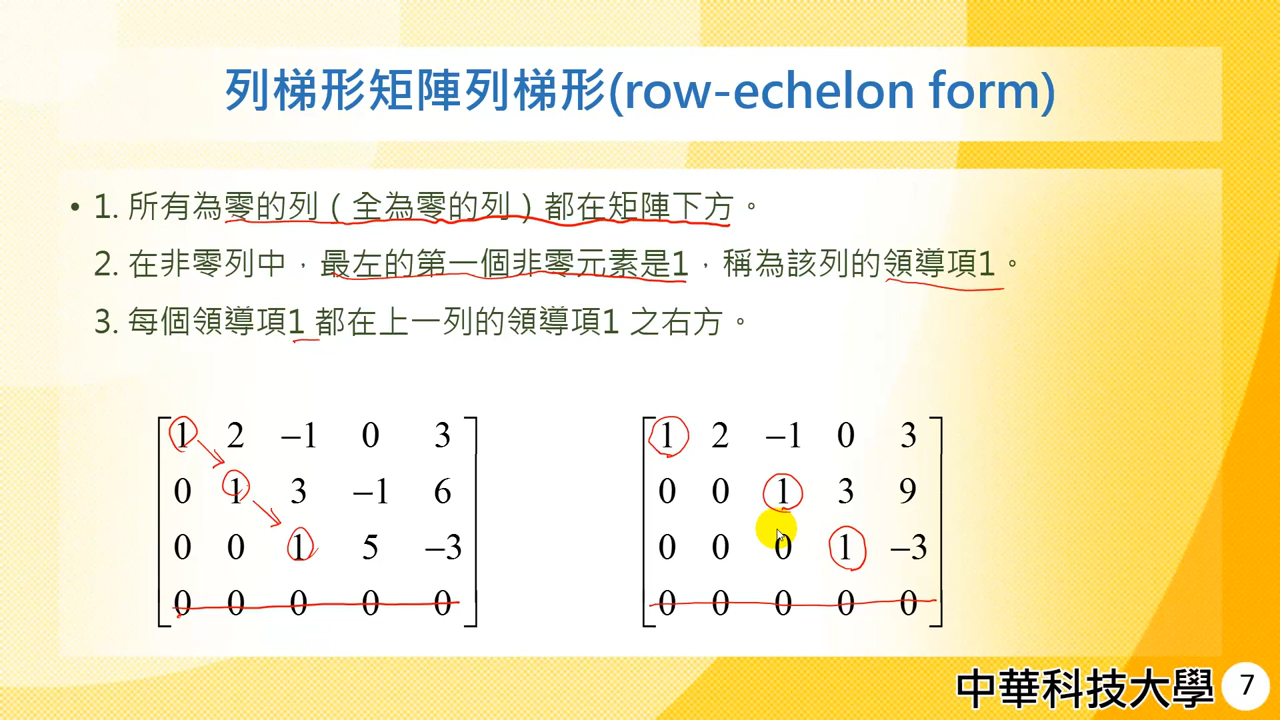 列梯形矩陣列梯形(row-echelon form)
• 1. 所有為零的列（全為零的列）都在矩陣下方。
2. 在非零列中，最左的第一個非零元素是1，稱為該列的領導項1。
3. 每個領導項1 都在上一列的領導項1 之右方。
1 2 −1 0 3
0 1 3 −1 6
0 0 1 5 −3
0 0 0 0 0
1 2 −1 0 3
0 0 1 3 9
0 0 0 1 −3
0 0 0 0 0
中華科技大學 7